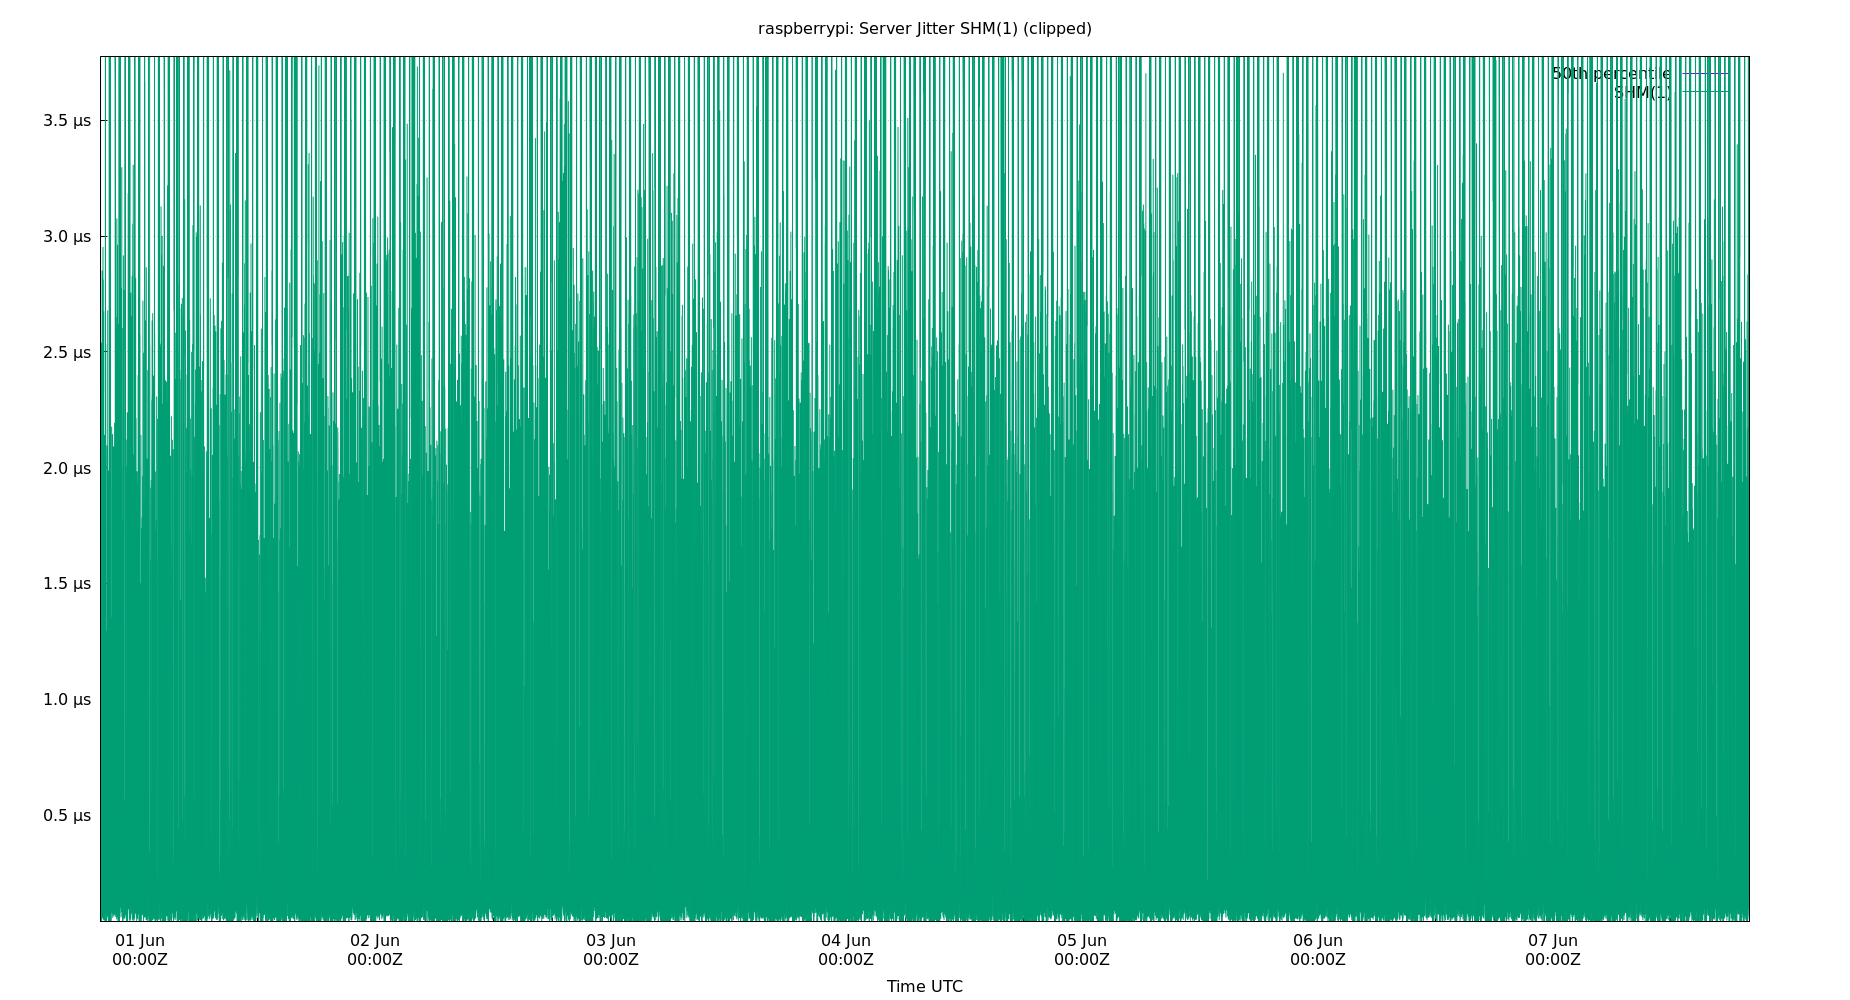 raspberrypi: Server Jitter SHM(1) (clipped)
50th percentile
SHM(1)
3.5 µs
3.0 µs
2.5 µs
2.0 µs
1.5 µs
1.0 µs
0.5 µs
01 Jun 02 Jun 03 Jun 04 Jun 05 Jun 06 Jun 07 Jun
00:00Z 00:00Z 00:00Z 00:00Z 00:00Z 00:00Z 00:00Z
Time UTC